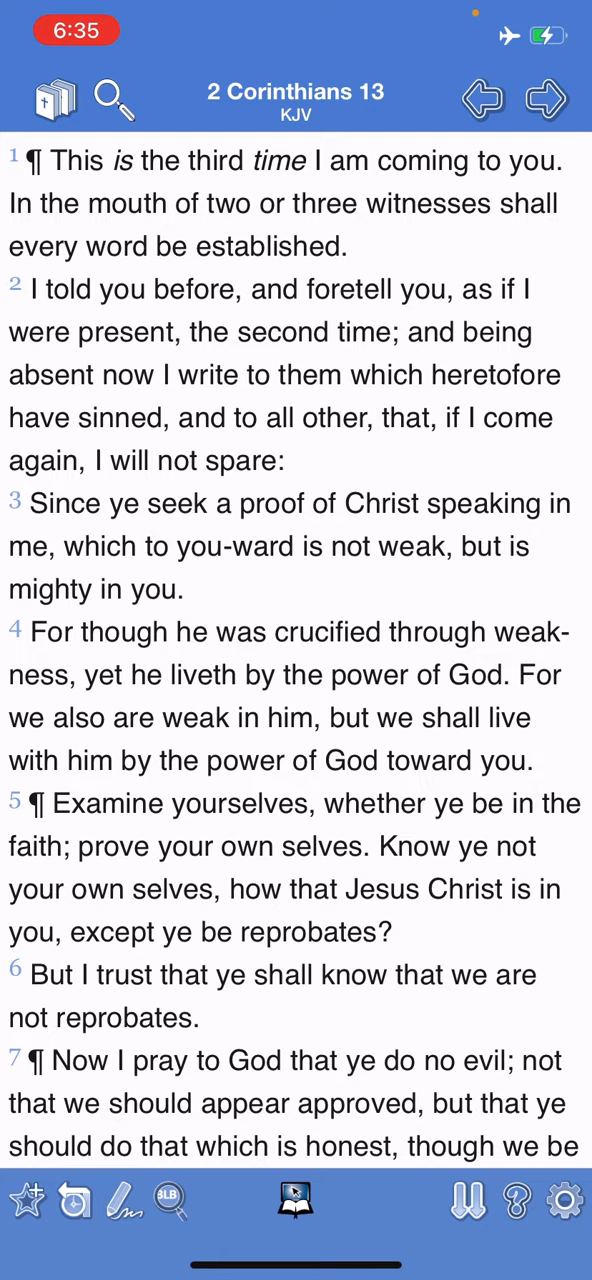 6:35
2 Corinthians 13
KJV
1 ¶ This is the third time I am coming to you.
In the mouth of two or three witnesses shall
every word be established.
2 I told you before, and foretell you, as if I
were present, the second time; and being
absent now I write to them which heretofore
have sinned, and to all other, that, if I come
again, I will not spare:
3 Since ye seek a proof of Christ speaking in
me, which to you-ward is not weak, but is
mighty in you.
4 For though he was crucified through weak-
ness, yet he liveth by the power of God. For
we also are weak in him, but we shall live
with him by the power of God toward you.
5 ¶ Examine yourselves, whether ye be in the
faith; prove your own selves. Know ye not
your own selves, how that Jesus Christ is in
you, except ye be reprobates?
6 But I trust that ye shall know that we are
not reprobates.
7 ¶ Now I pray to God that ye do no evil; not
that we should appear approved, but that ye
should do that which is honest, though we be
BLB